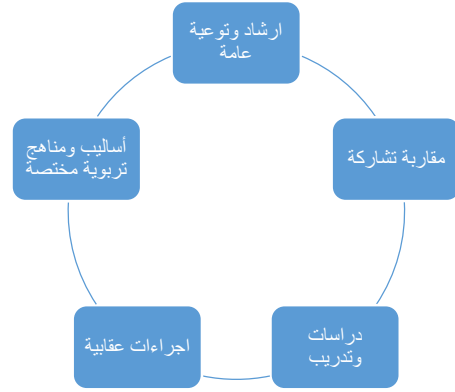 ارشاد وتوعية
عامة
مقاربة تشاركة
دراسات
وتدريب
اجراءات عقابية
أساليب ومناهج
تربوية مختصة